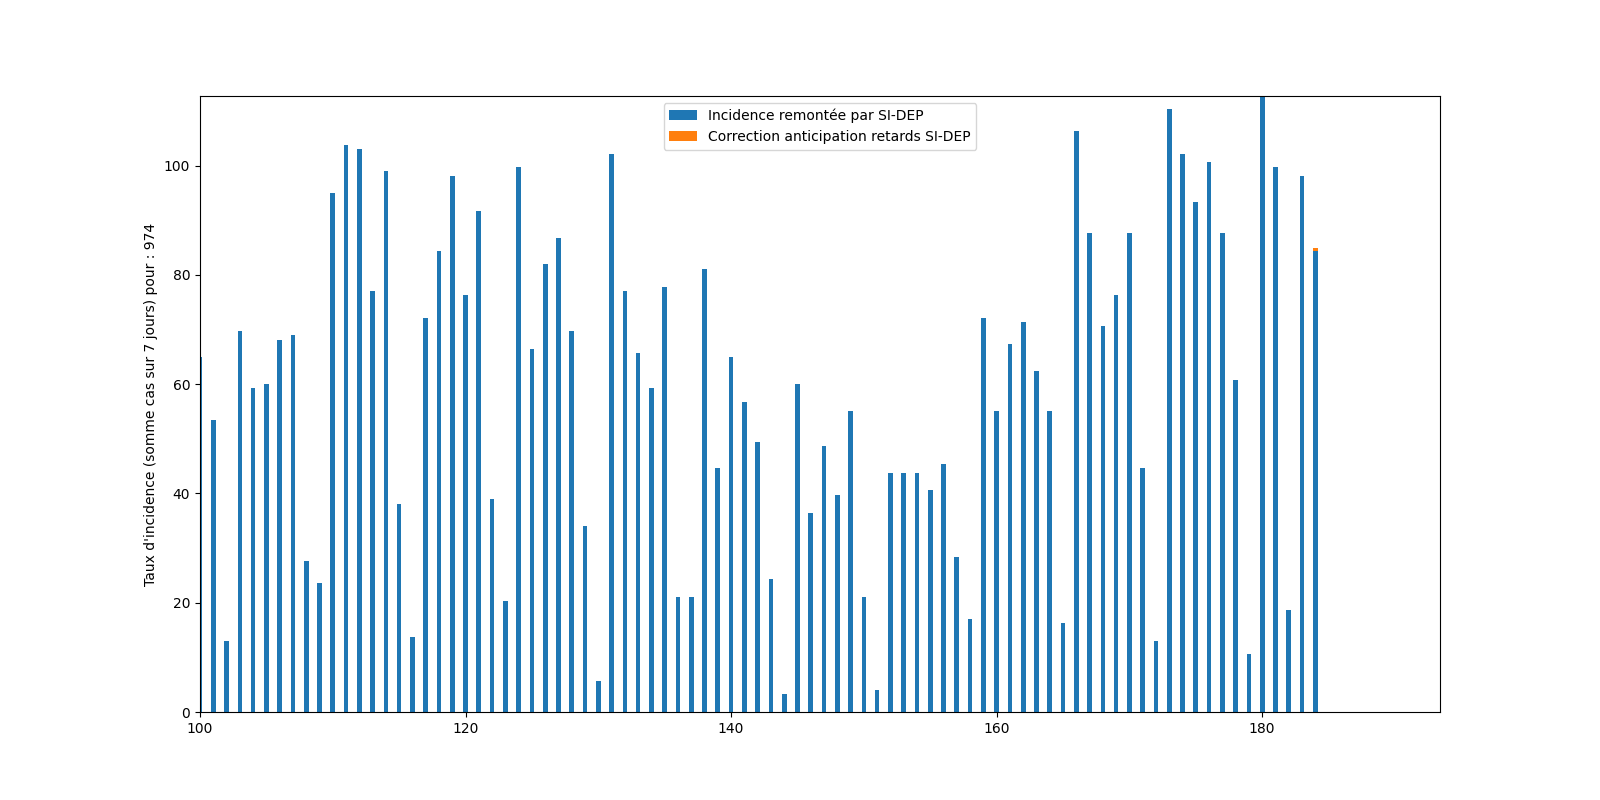 Incidence remontée par SI-DEP
Correction anticipation retards SI-DEP
Taux d'incidence (somme cas sur 7 jours) pour : 974
100
80
60
40
20
0
100 120 140 160 180